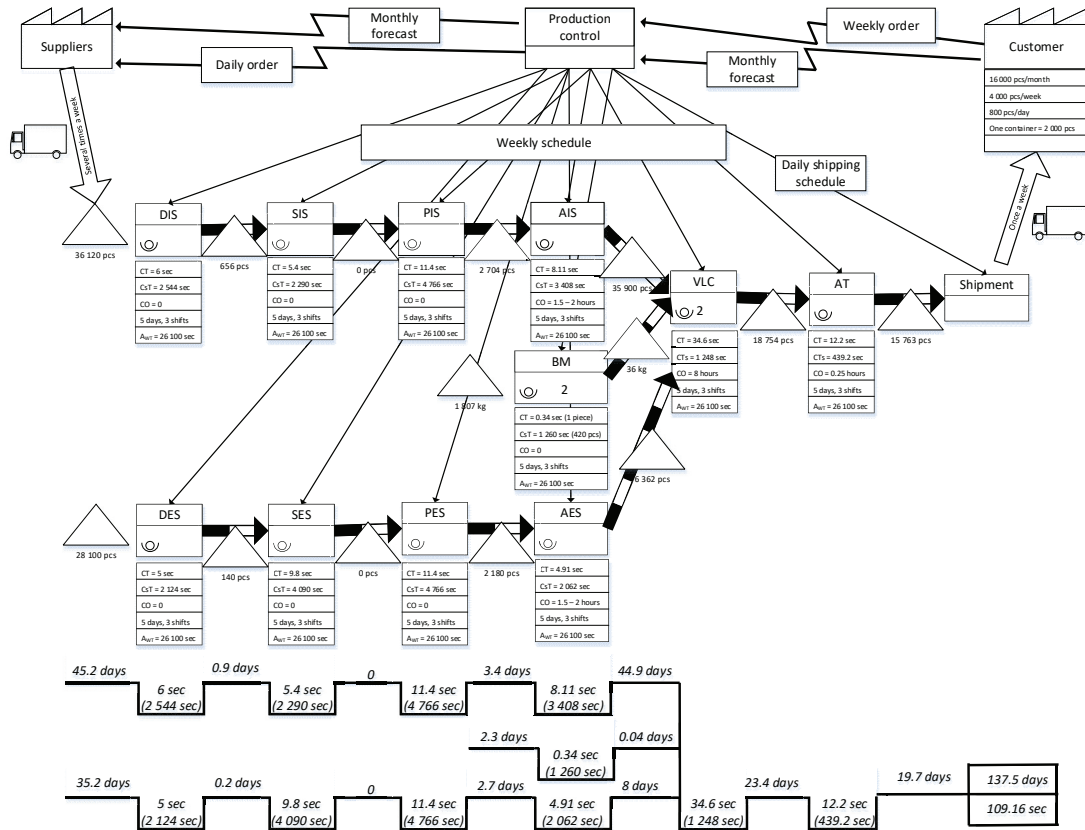 Suppliers
Monthly
forecast
Daily order
Production
control
Weekly order
Monthly
forecast
Customer
16 000 pcs/month
4 000 pcs/week
800 pcs/day
One container = 2 000 pcs
Several times a week
Weekly schedule
Daily shipping
schedule
Once a week
36 120 pcs
DIS
CT = 6 sec
CsT = 2 544 sec
CO = 0
5 days, 3 shifts
AWT = 26 100 sec
656 pcs
SIS
CT = 5.4 sec
CsT = 2 290 sec
CO = 0
5 days, 3 shifts
AWT = 26 100 sec
0 pcs
PIS
CT = 11.4 sec
CsT = 4 766 sec
CO = 0
5 days, 3 shifts
AWT = 26 100 sec
2 704 pcs
AIS
CT = 8.11 sec
CsT = 3 408 sec
CO = 1.5 – 2 hours
5 days, 3 shifts
AWT = 26 100 sec
35 900 pcs
VLC
2
CT = 34.6 sec
CTs = 1 248 sec
CO = 8 hours
5 days, 3 shifts
AWT = 26 100 sec
18 754 pcs
AT
CT = 12.2 sec
CTs = 439.2 sec
CO = 0.25 hours
5 days, 3 shifts
AWT = 26 100 sec
15 763 pcs
Shipment
1 807 kg
BM
2
CT = 0.34 sec (1 piece)
CsT = 1 260 sec (420 pcs)
CO = 0
5 days, 3 shifts
AWT = 26 100 sec
36 kg
6 362 pcs
28 100 pcs
DES
CT = 5 sec
CsT = 2 124 sec
CO = 0
5 days, 3 shifts
AWT = 26 100 sec
140 pcs
SES
CT = 9.8 sec
CsT = 4 090 sec
CO = 0
5 days, 3 shifts
AWT = 26 100 sec
0 pcs
PES
CT = 11.4 sec
CsT = 4 766 sec
CO = 0
5 days, 3 shifts
AWT = 26 100 sec
2 180 pcs
AES
CT = 4.91 sec
CsT = 2 062 sec
CO = 1.5 – 2 hours
5 days, 3 shifts
AWT = 26 100 sec
45.2 days
6 sec
(2 544 sec)
0.9 days
5.4 sec
(2 290 sec)
0
11.4 sec
(4 766 sec)
3.4 days
8.11 sec
(3 408 sec)
44.9 days
2.3 days
0.34 sec
(1 260 sec)
0.04 days
35.2 days
5 sec
(2 124 sec)
0.2 days
9.8 sec
(4 090 sec)
0
11.4 sec
(4 766 sec)
2.7 days
4.91 sec
(2 062 sec)
8 days
34.6 sec
(1 248 sec)
23.4 days
12.2 sec
(439.2 sec)
19.7 days
137.5 days
109.16 sec